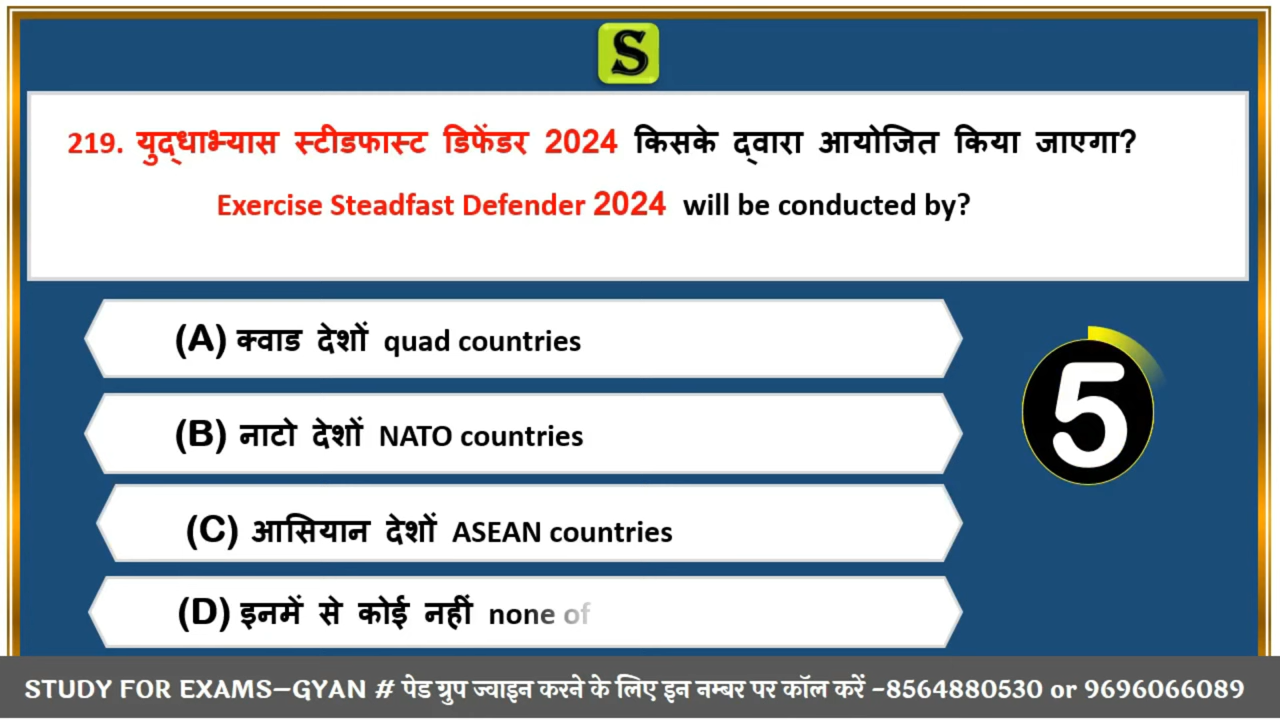 S
219. युद्धाभ्यास स्टीडफास्ट डिफेंडर 2024 किसके द्वारा आयोजित किया जाएगा?
Exercise Steadfast Defender 2024 will be conducted by?
(A) क्वाड देशों quad countries
(B) नाटो देशों NATO countries
5
(C) आसियान देशों ASEAN countries
(D) इनमें से कोई नहीं none of
STUDY FOR EXAMS–GYAN # पेड ग्रुप ज्वाइन करने के लिए इन नम्बर पर कॉल करें –8564880530 or 9696066089